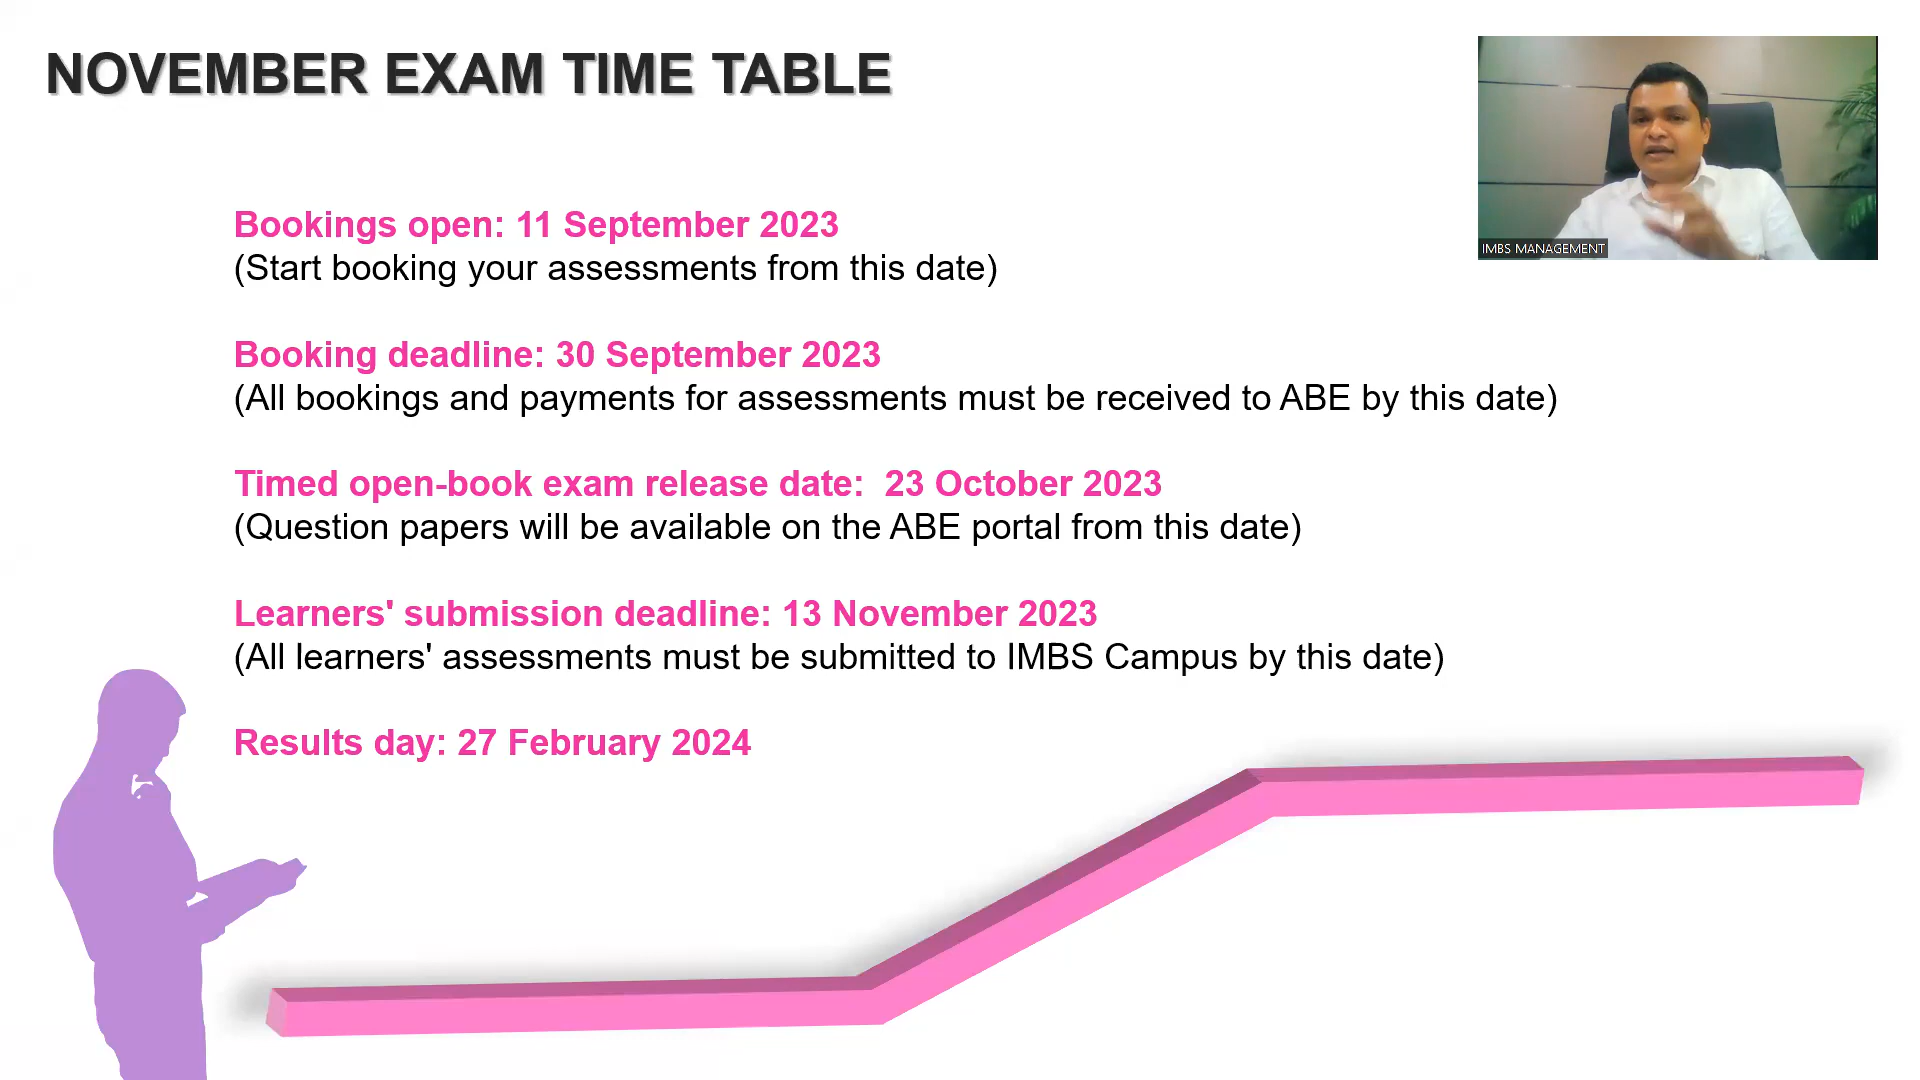 NOVEMBER EXAM TIME TABLE
IMBS MANAGEMENT
Bookings open: 11 September 2023
(Start booking your assessments from this date)
Booking deadline: 30 September 2023
(All bookings and payments for assessments must be received to ABE by this date)
Timed open-book exam release date:  23 October 2023
(Question papers will be available on the ABE portal from this date)
Learners' submission deadline: 13 November 2023
(All learners' assessments must be submitted to IMBS Campus by this date)
Results day: 27 February 2024